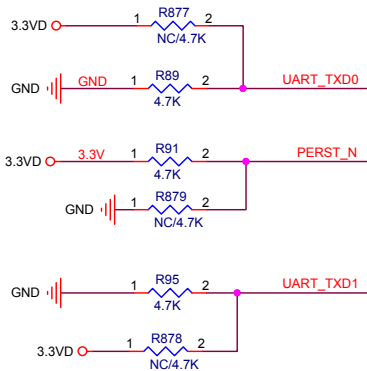 R877
3.3VD 1 2
NC/4.7K
GND GND 1 R89 2 UART_TXD0
4.7K
3.3VD 3.3V 1 R91 2 PERST_N
4.7K
R879
GND 1 2
NC/4.7K
GND 1 R95 2 UART_TXD1
4.7K
R878
3.3VD 1 2
NC/4.7K